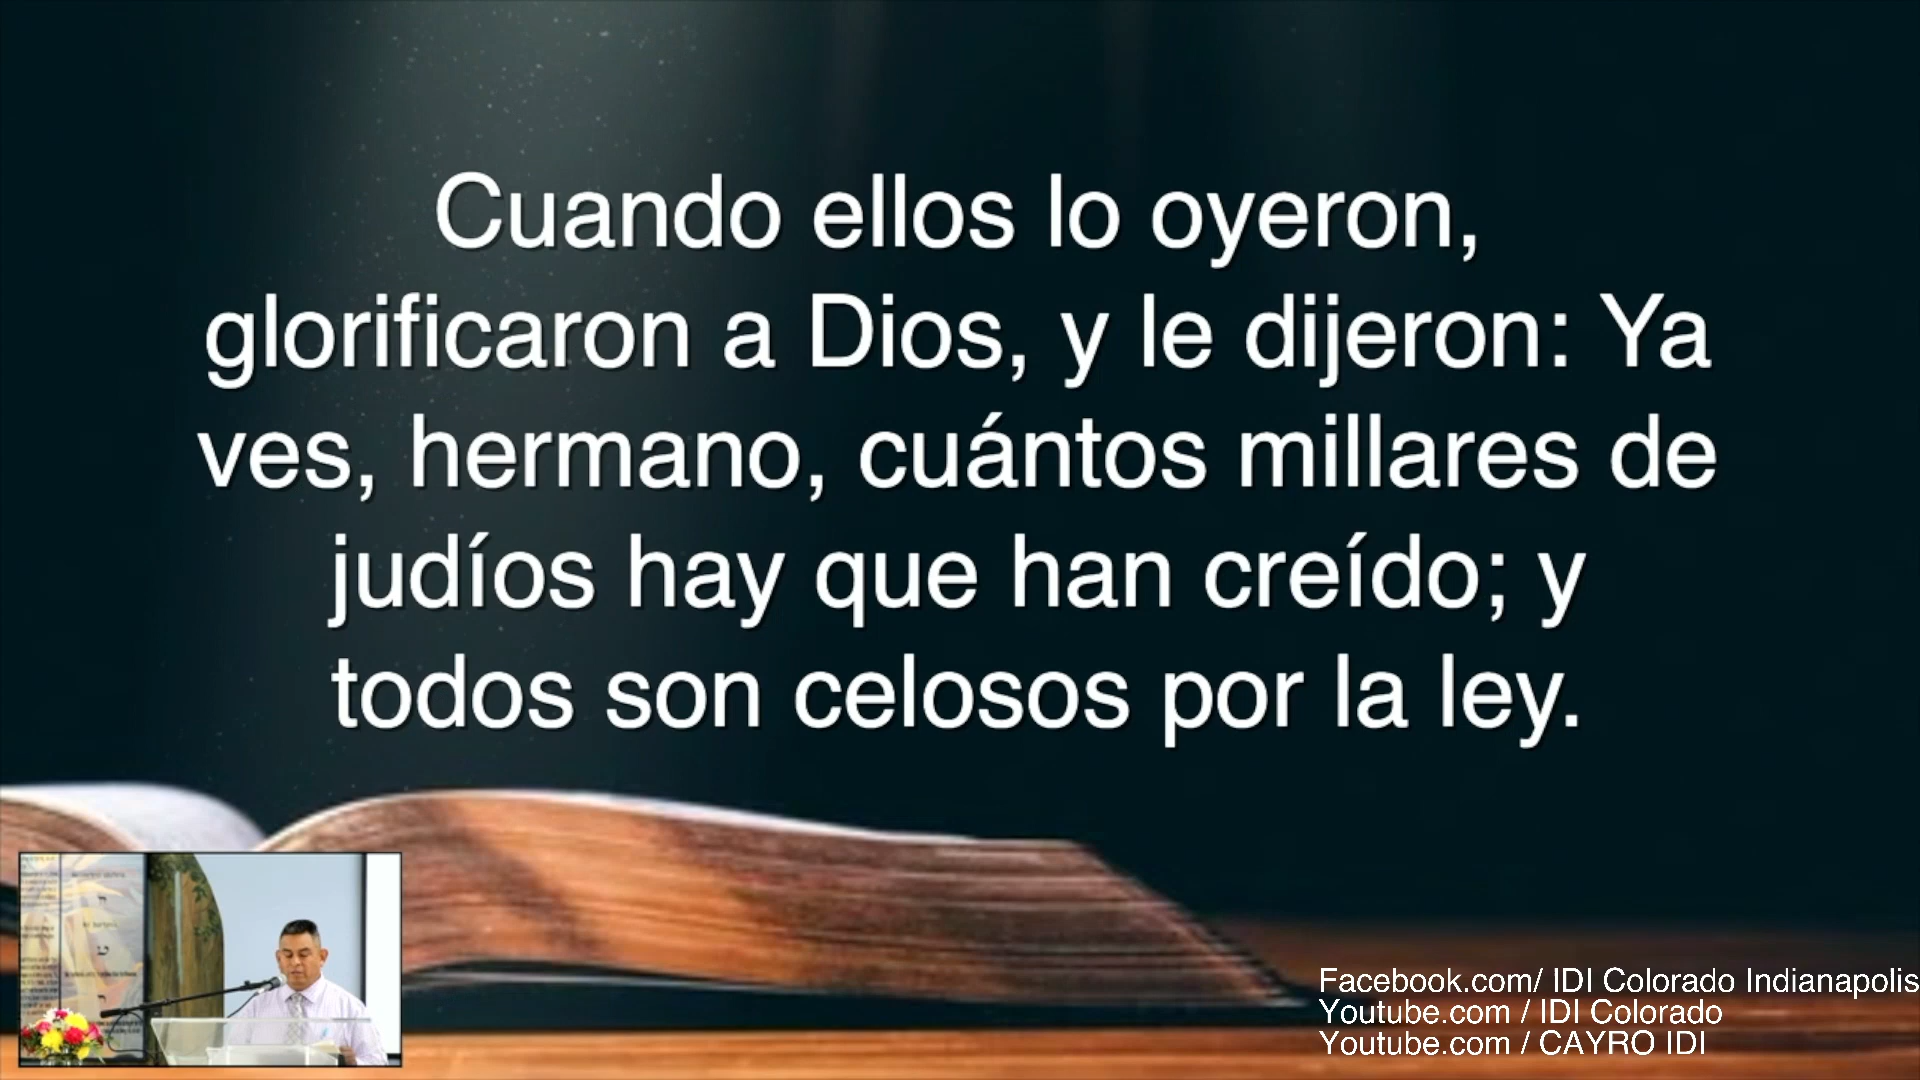 Cuando ellos lo oyeron,
glorificaron a Dios, y le dijeron: Ya
ves, hermano, cuántos millares de
judíos hay que han creído; y
todos son celosos por la ley.
Facebook.com/ IDI Colorado Indianapolis
Youtube.com / IDI Colorado
Youtube.com / CAYRO IDI